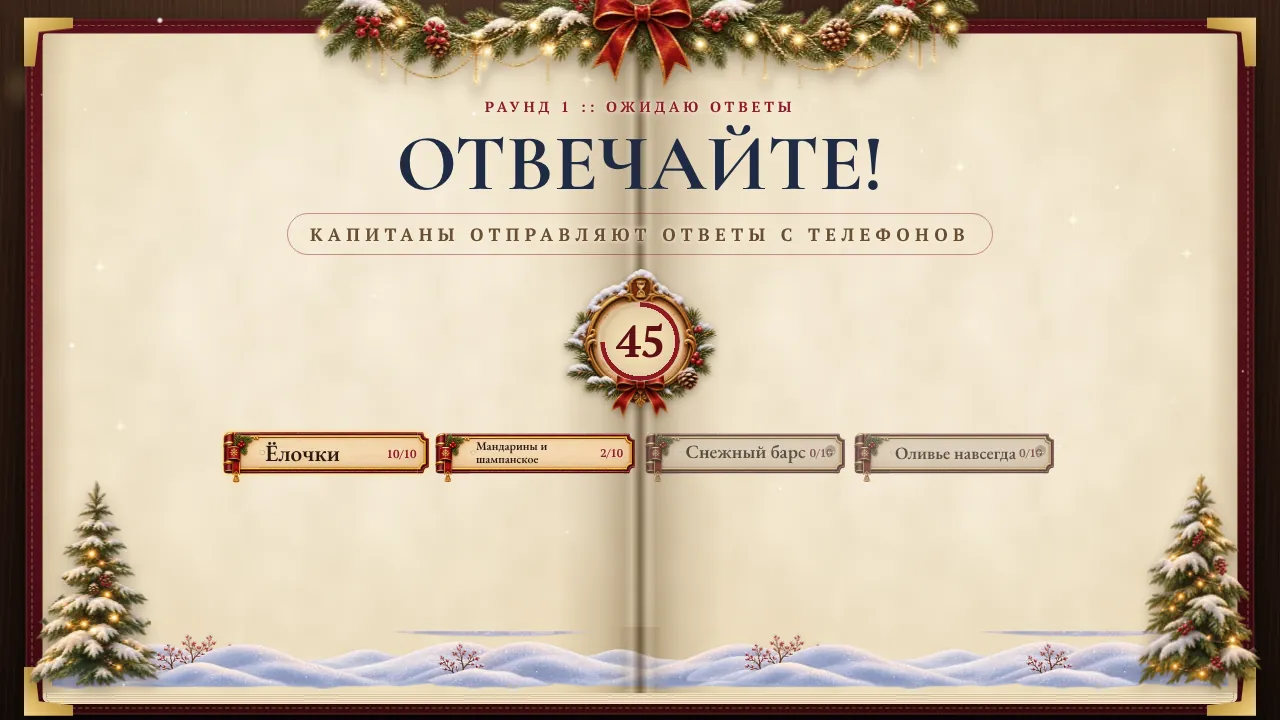 РАУНД 1 :: ОЖИДАЮ ОТВЕТЫ
ОТВЕЧАЙТЕ!
КАПИТАНЫ ОТПРАВЛЯЮТ ОТВЕТЫ С ТЕЛЕФОНОВ
45
Ёлочки 10/10
Мандарины и
шампанское 2/10
Снежный барс 0/10
Оливье навсегда 0/10